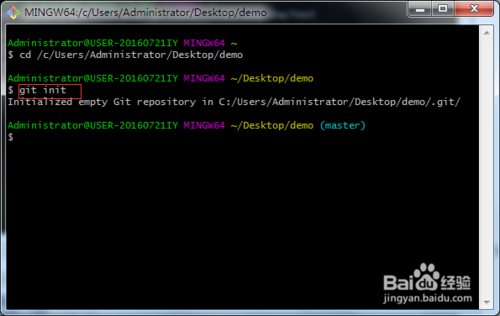 MINGW64:/c/Users/Administrator/Desktop/demo
Administrator@USER-20160721IY MINGW64 ~
$ cd /c/Users/Administrator/Desktop/demo
Administrator@USER-20160721IY MINGW64 ~/Desktop/demo
$ git init
Initialized empty Git repository in C:/Users/Administrator/Desktop/demo/.git/
Administrator@USER-20160721IY MINGW64 ~/Desktop/demo (master)
$
Bai du 经验
jingyan.baidu.com